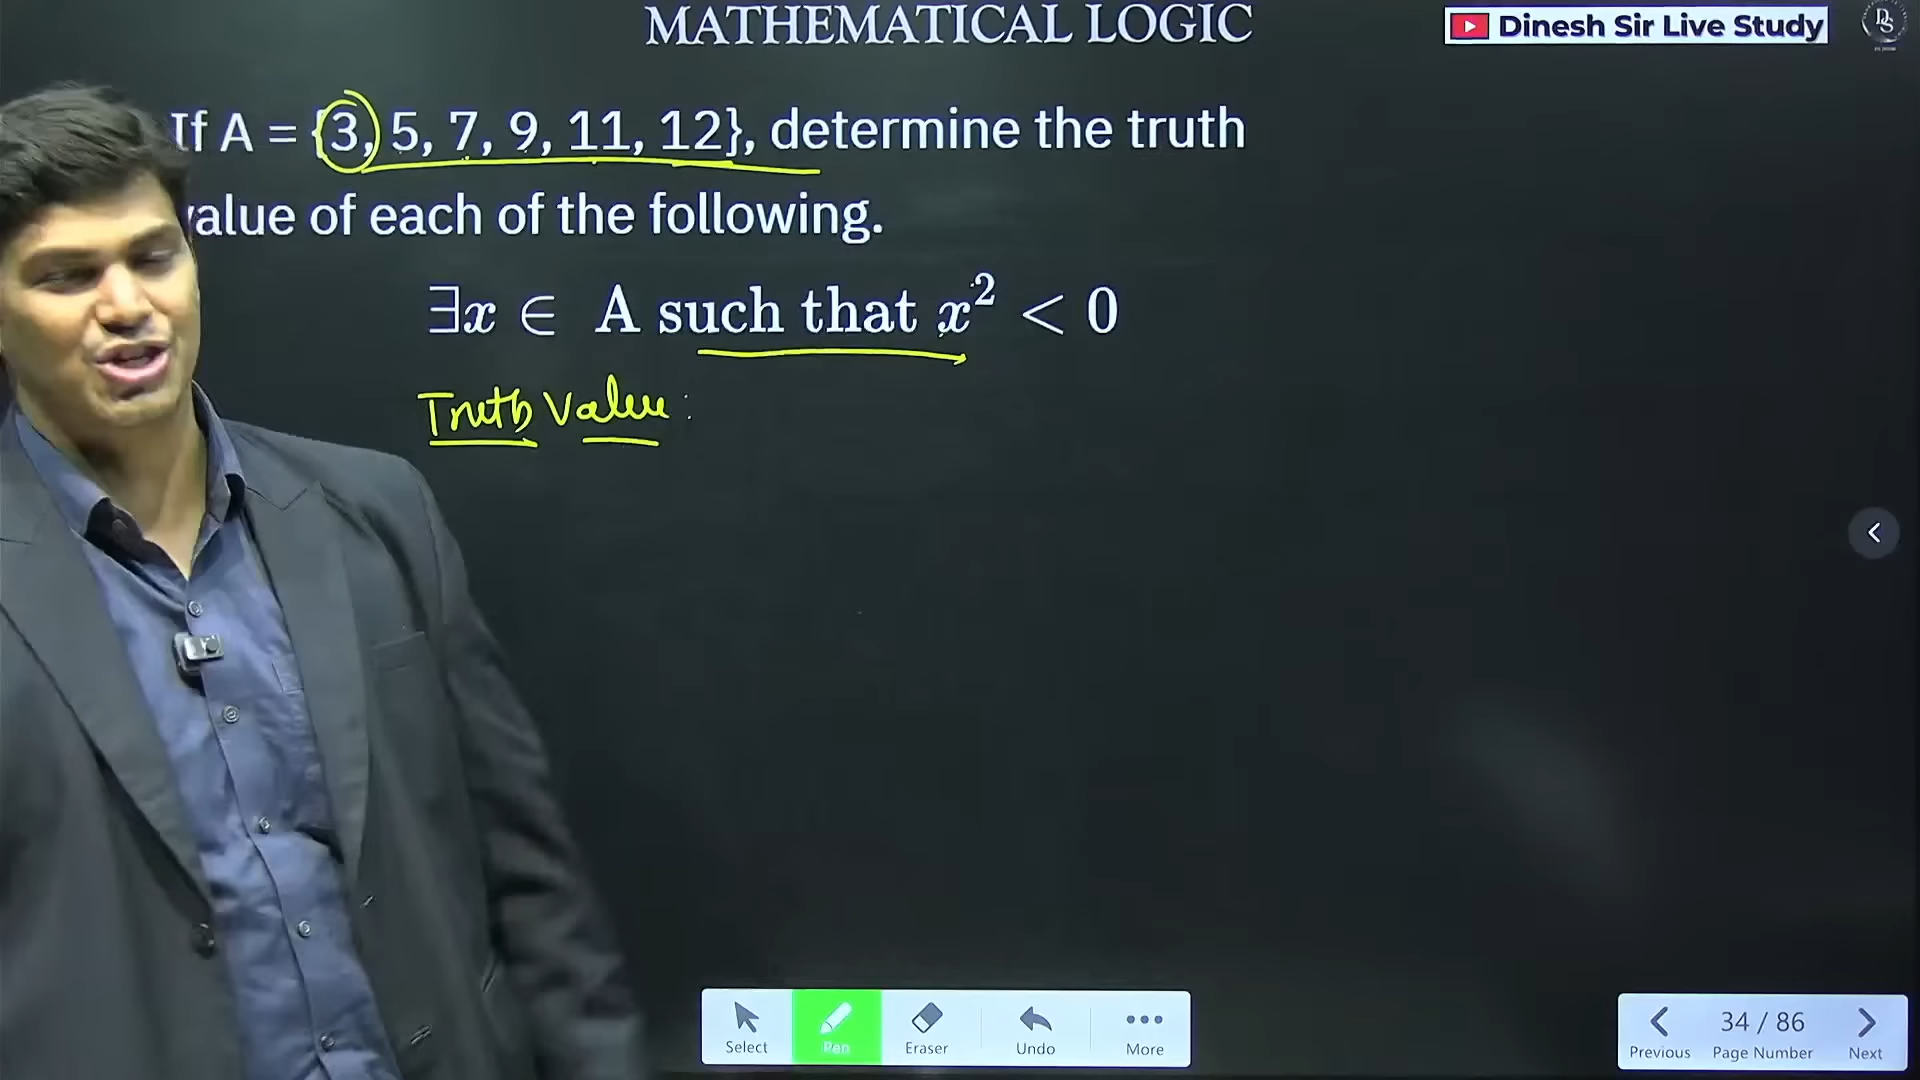 MATHEMATICAL LOGIC
Dinesh Sir Live Study
DS
If A = {3, 5, 7, 9, 11, 12}, determine the truth
value of each of the following.
∃x ∈ A such that x² < 0
Truth Value :
Select
Pen
Eraser
Undo
More
34 / 86
Previous
Page Number
Next